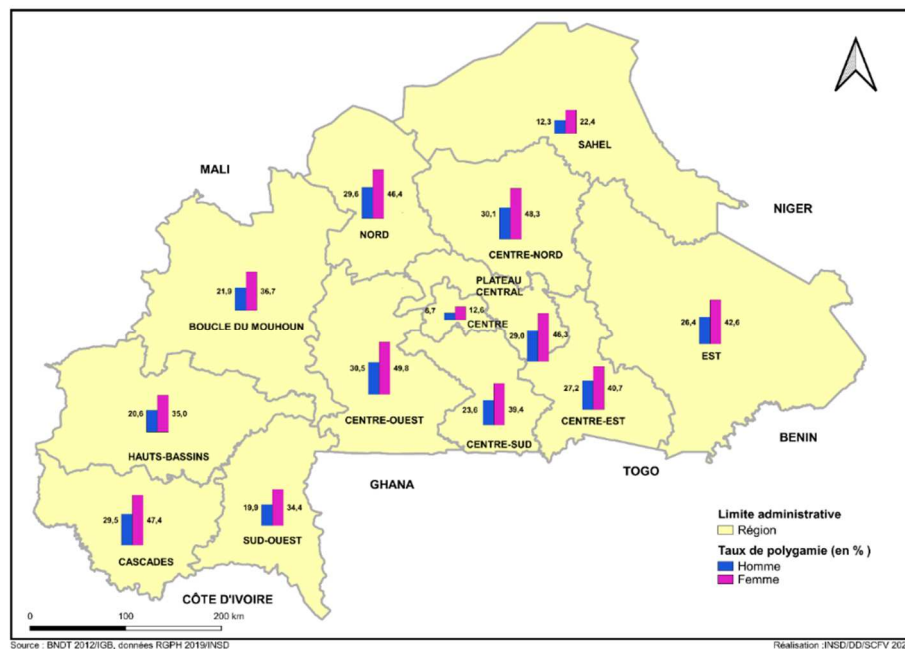 12,3 22,4
SAHEL
MALI
NIGER
29,6 46,4
NORD
30,1 48,3
CENTRE-NORD
PLATEAU
CENTRAL
21,9 36,7
BOUCLE DU MOUHOUN
6,7 12,6
CENTRE
29,0 46,3
26,4 42,6
EST
30,5 49,8
CENTRE-OUEST
27,2 40,7
CENTRE-EST
23,6 39,4
CENTRE-SUD
20,6 35,0
HAUTS-BASSINS
BENIN
TOGO
GHANA
29,5 47,4
CASCADES
19,9 34,4
SUD-OUEST
CÔTE D'IVOIRE
Limite administrative
Région
Taux de polygamie (en %)
Homme
Femme
0 100 200 km
Source : BNDT 2012/IGB, données RGPH 2019/INSD
Réalisation :INSD/DD/SCFV 202